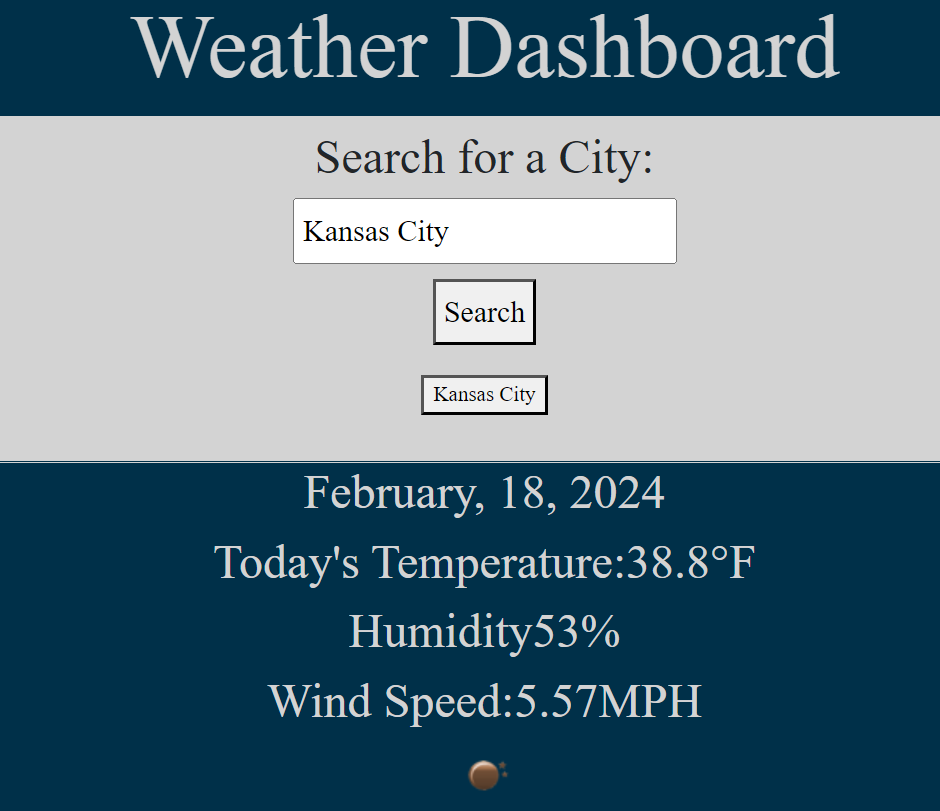 Weather Dashboard
Search for a City:
Kansas City
Search
Kansas City
February, 18, 2024
Today's Temperature:38.8°F
Humidity53%
Wind Speed:5.57MPH